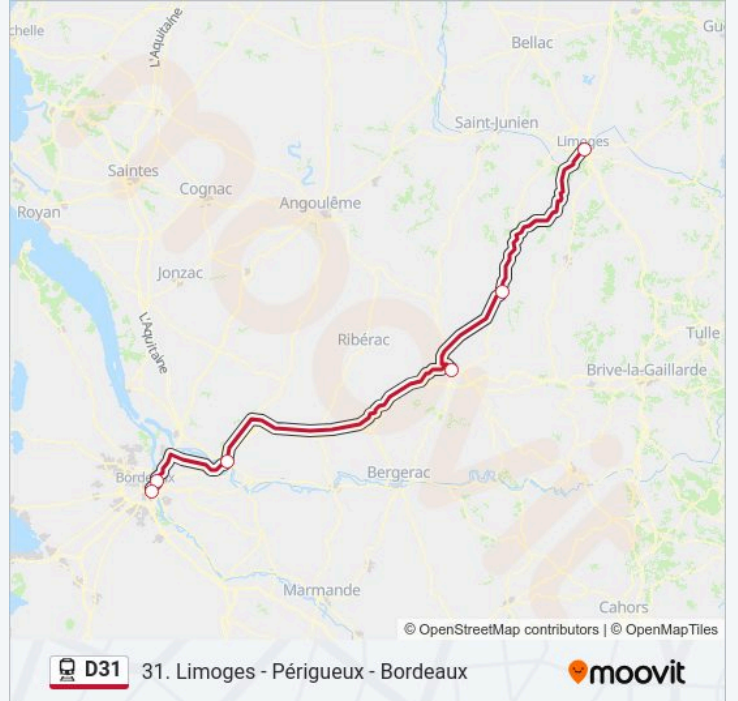 chelle
L'Aquitaine
Bellac
Gu
Saint-Junien
Limoges
Saintes
Cognac
Angoulême
Royan
Jonzac
L'Aquitaine
Ribérac
Tulle
Brive-la-Gaillarde
Bordeaux
Bergerac
Marmande
Cahors
© OpenStreetMap contributors | © OpenMapTiles
D31 31. Limoges - Périgueux - Bordeaux moovit
moovit